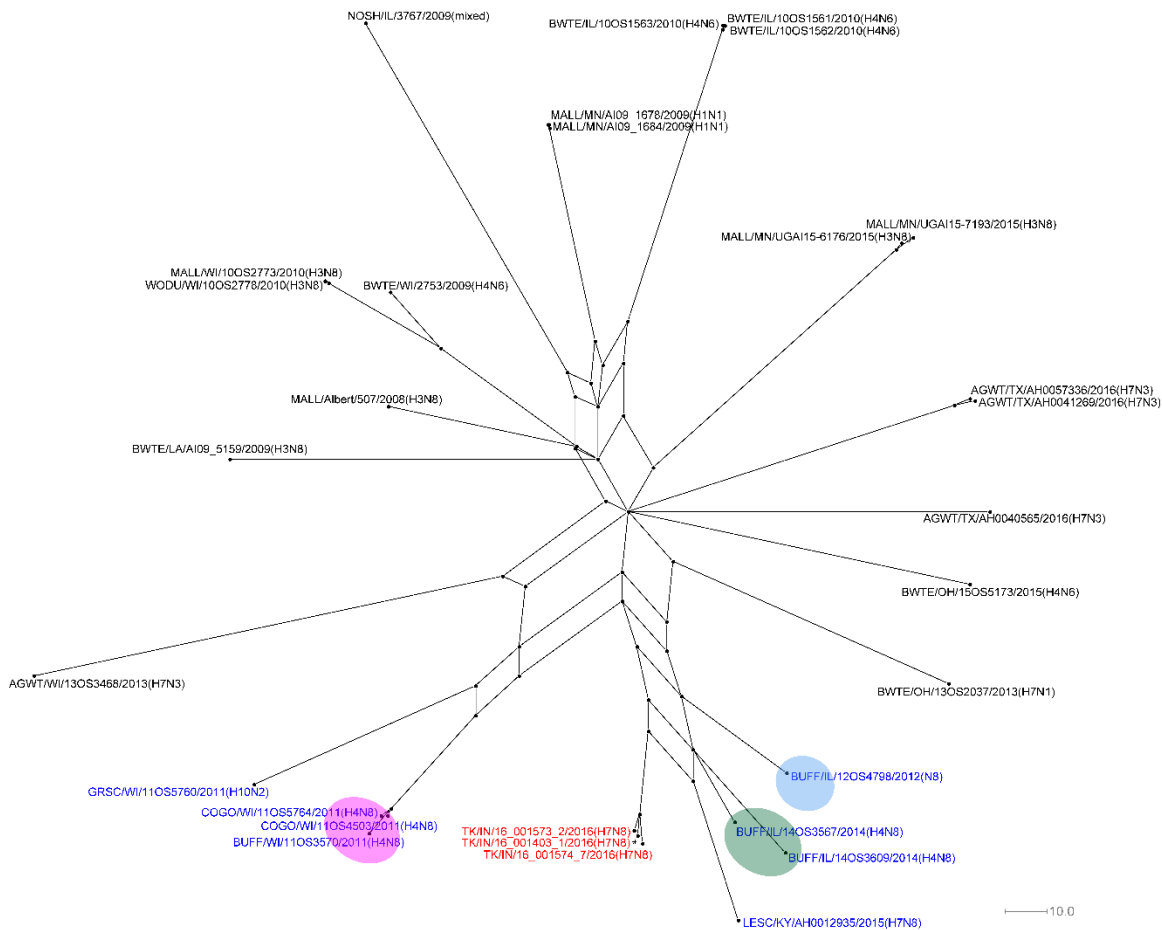 NOSH/IL/3767/2009(mixed)
BWTE/IL/10OS1563/2010(H4N6)
BWTE/IL/10OS1561/2010(H4N6)
BWTE/IL/10OS1562/2010(H4N6)
MALL/MN/AI09_1678/2009(H1N1)
MALL/MN/AI09_1684/2009(H1N1)
MALL/MN/UGAI15-7193/2015(H3N8)
MALL/MN/UGAI15-6176/2015(H3N8)
MALL/WI/10OS2773/2010(H3N8)
WODU/WI/10OS2778/2010(H3N8)
BWTE/WI/2753/2009(H4N6)
AGWT/TX/AH0057336/2016(H7N3)
AGWT/TX/AH0041269/2016(H7N3)
MALL/Albert/507/2008(H3N8)
BWTE/LA/AI09_5159/2009(H3N8)
AGWT/TX/AH0040565/2016(H7N3)
BWTE/OH/15OS5173/2015(H4N6)
AGWT/WI/13OS3468/2013(H7N3)
BWTE/OH/13OS2037/2013(H7N1)
BUFF/IL/12OS4798/2012(N8)
GRSC/WI/11OS5760/2011(H10N2)
COGO/WI/11OS5764/2011(H4N8)
COGO/WI/11OS4503/2011(H4N8)
BUFF/WI/11OS3570/2011(H4N8)
TK/IN/16_001573_2/2016(H7N8)
TK/IN/16_001403_1/2016(H7N8)*
TK/IN/16_001574_7/2016(H7N8)
BUFF/IL/14OS3567/2014(H4N8)
BUFF/IL/14OS3609/2014(H4N8)
LESC/KY/AH0012935/2015(H7N8)
10.0